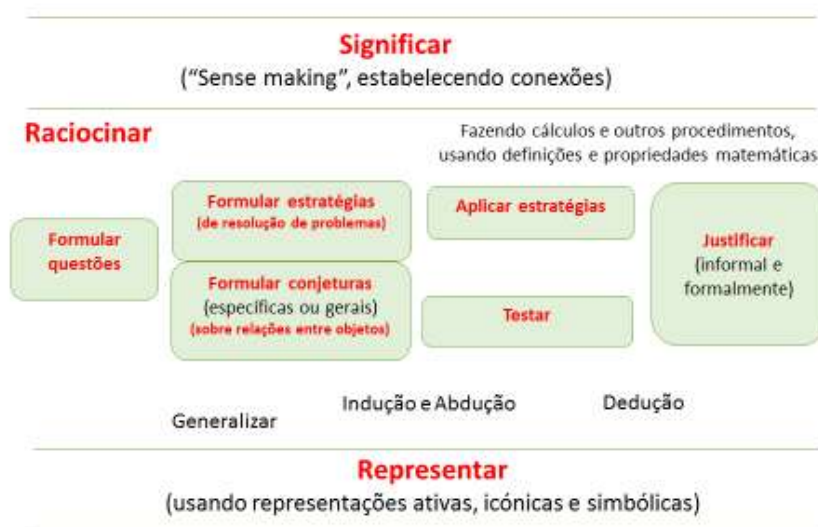 Significar
(“Sense making”, estabelecendo conexões)
Raciocinar
Fazendo cálculos e outros procedimentos,
usando definições e propriedades matemáticas
Formular
questões
Formular estratégias
(de resolução de problemas)
Formular conjeturas
(específicas ou gerais)
(sobre relações entre objetos)
Aplicar estratégias
Testar
Justificar
(informal e
formalmente)
Generalizar
Indução e Abdução
Dedução
Representar
(usando representações ativas, icónicas e simbólicas)